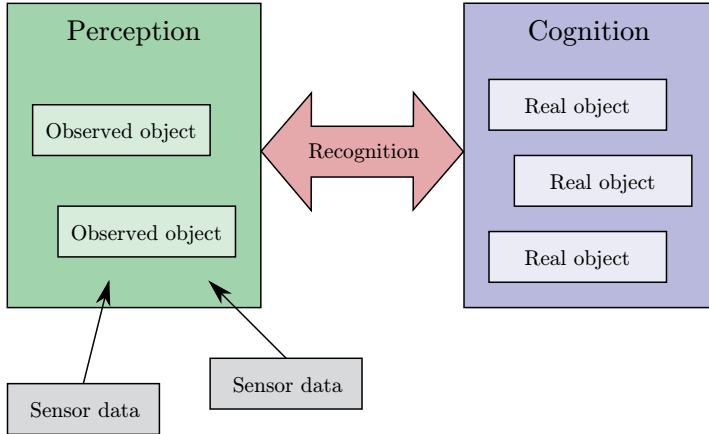 Perception
Observed object
Observed object
Recognition
Cognition
Real object
Real object
Real object
Sensor data
Sensor data